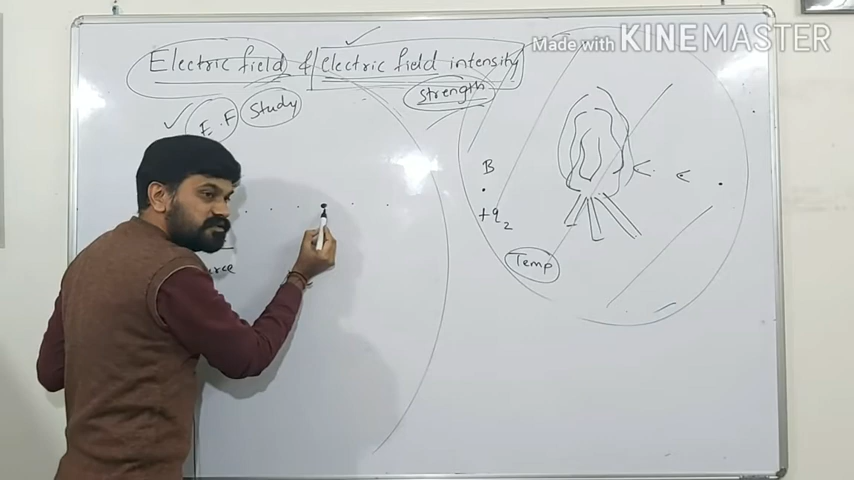 Made with KINEMASTER
Electric field & electric field intensity
strength
Study
E.F
B
+q2
Temp